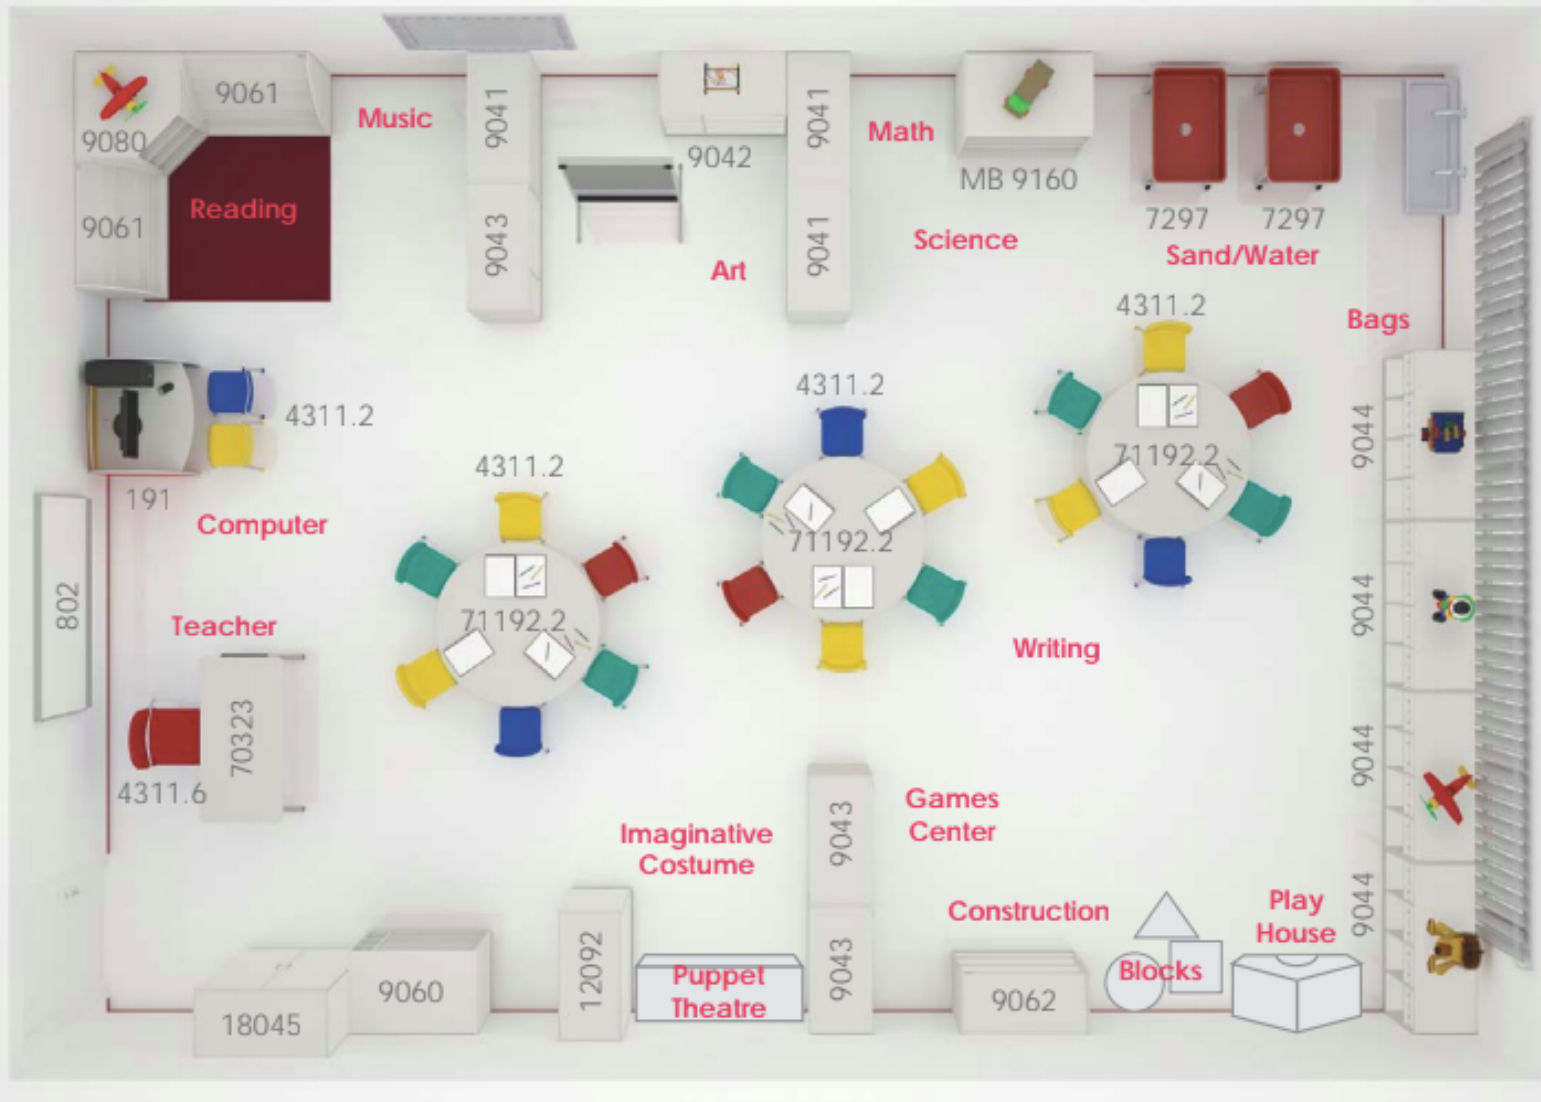 9061
9080
9061
Reading
Music
9041
9043
9042
Art
9041
9041
Math
MB 9160
Science
7297
7297
Sand/Water
Bags
4311.2
71192.2
4311.2
191
Computer
802
Teacher
70323
4311.6
4311.2
71192.2
4311.2
71192.2
Writing
9044
9044
9044
9044
Imaginative
Costume
Games
Center
9043
9043
Construction
Play
House
Blocks
18045
9060
12092
Puppet
Theatre
9062